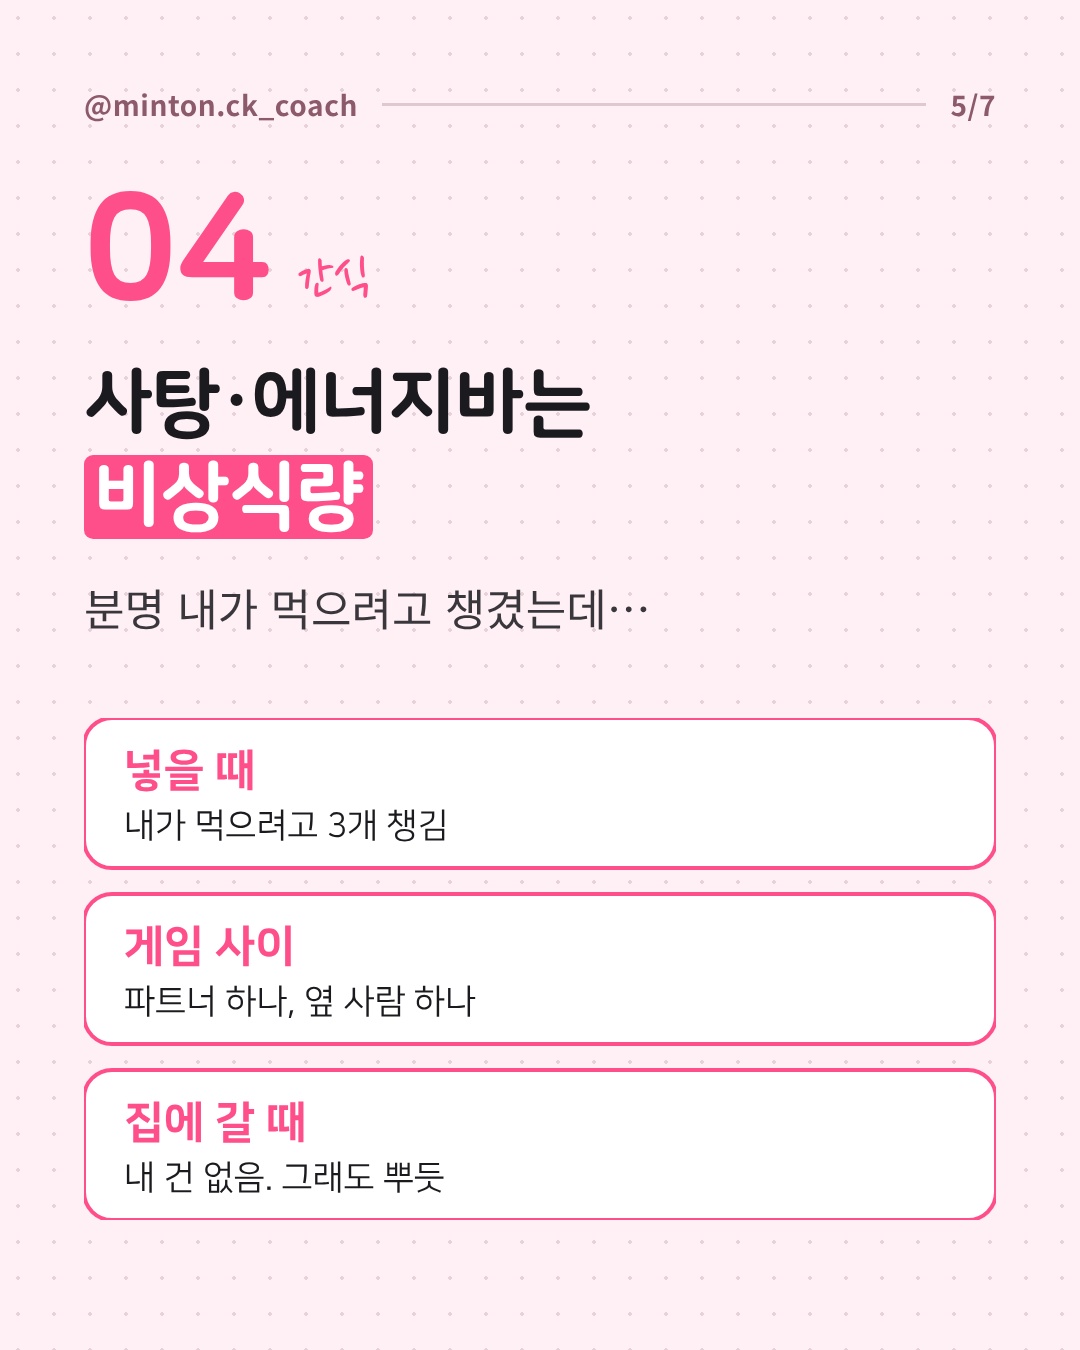 @minton.ck_coach
5/7
04 간식
사탕·에너지바는
비상식량
분명 내가 먹으려고 챙겼는데…
넣을 때
내가 먹으려고 3개 챙김
게임 사이
파트너 하나, 옆 사람 하나
집에 갈 때
내 건 없음. 그래도 뿌듯